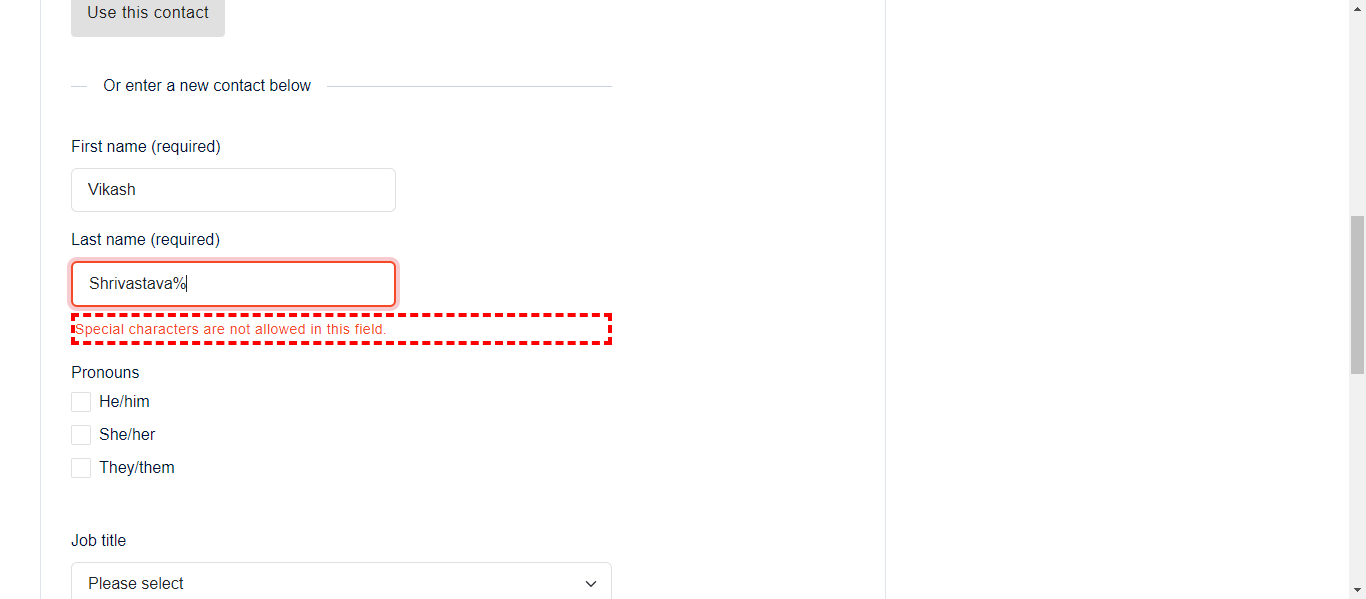 Use this contact
Or enter a new contact below
First name (required)
Vikash
Last name (required)
Shrivastava%
Special characters are not allowed in this field.
Pronouns
He/him
She/her
They/them
Job title
Please select